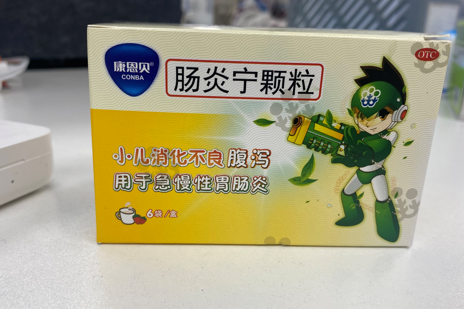 康恩贝®
CONBA
肠炎宁颗粒
OTC
小儿消化不良 腹泻
用于急慢性胃肠炎
6袋/盒